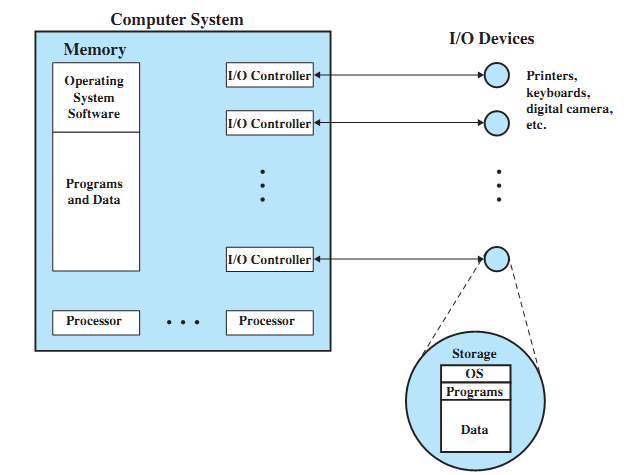 Computer System
I/O Devices
Memory
Operating
System
Software
Programs
and Data
I/O Controller
I/O Controller
I/O Controller
Printers,
keyboards,
digital camera,
etc.
Processor
Processor
Storage
OS
Programs
Data